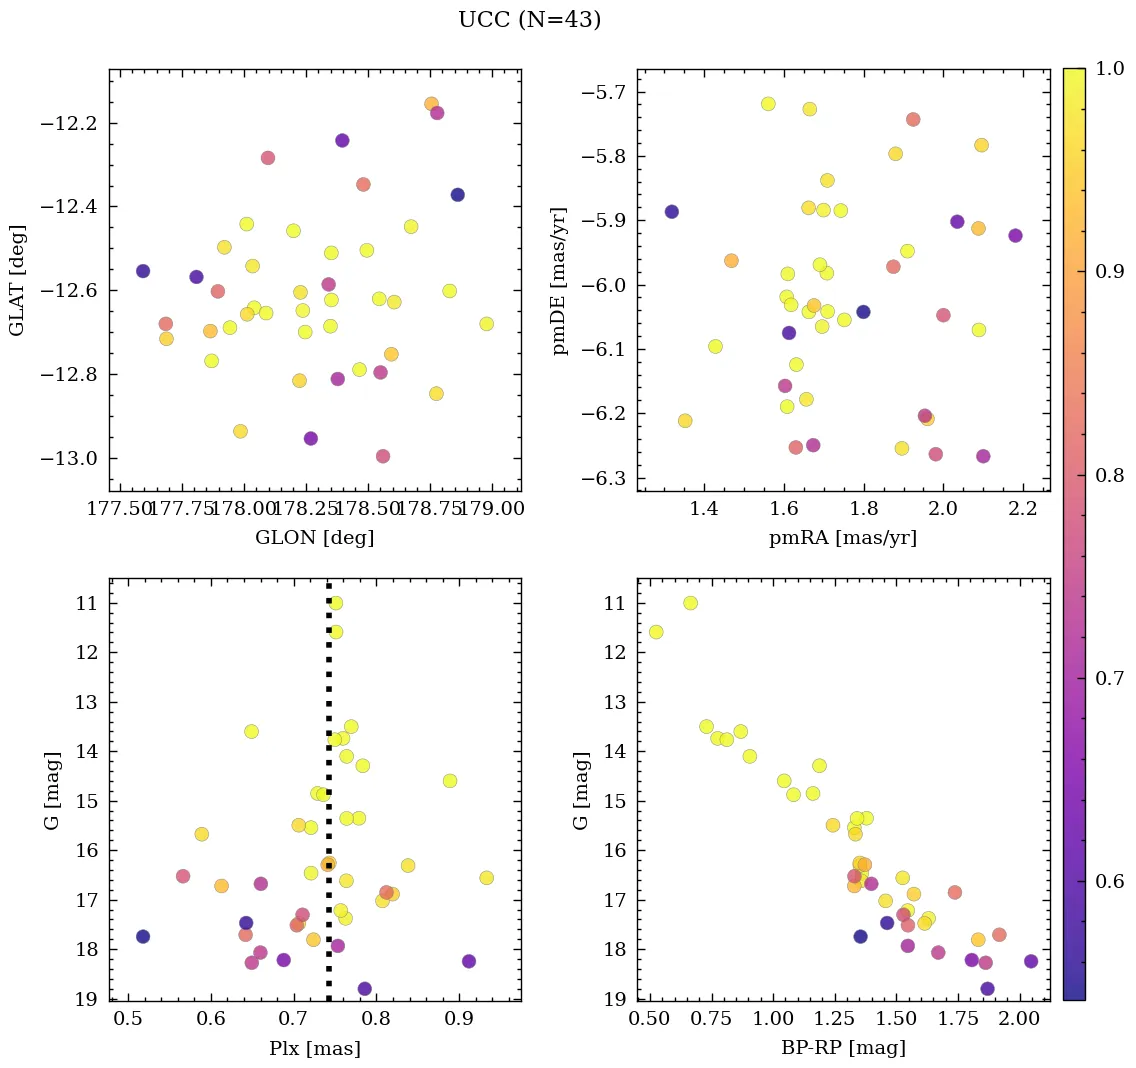 UCC (N=43)
−12.2
−12.4
−12.6
−12.8
−13.0
GLAT [deg]
177.50 177.75 178.00 178.25 178.50 178.75 179.00
GLON [deg]
−5.7
−5.8
−5.9
−6.0
−6.1
−6.2
−6.3
pmDE [mas/yr]
1.4 1.6 1.8 2.0 2.2
pmRA [mas/yr]
1.0
0.9
0.8
0.7
0.6
11
12
13
14
15
16
17
18
19
G [mag]
0.5 0.6 0.7 0.8 0.9
Plx [mas]
11
12
13
14
15
16
17
18
19
G [mag]
0.50 0.75 1.00 1.25 1.50 1.75 2.00
BP-RP [mag]